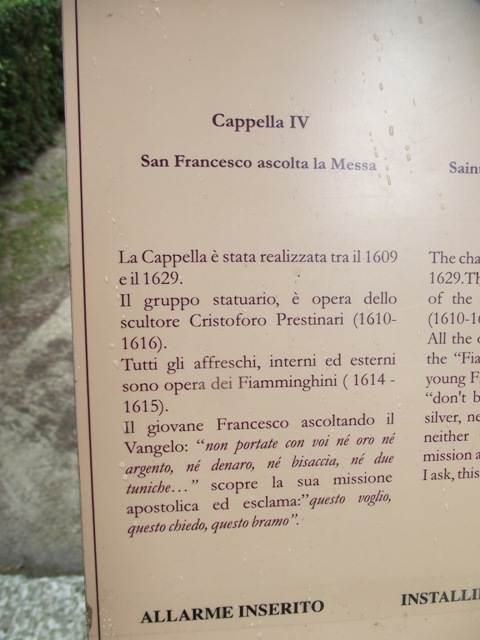 Cappella IV
San Francesco ascolta la Messa
La Cappella è stata realizzata tra il 1609
e il 1629.
Il gruppo statuario, è opera dello
scultore Cristoforo Prestinari (1610-
1616).
Tutti gli affreschi, interni ed esterni
sono opera dei Fiamminghini ( 1614 -
1615).
Il giovane Francesco ascoltando il
Vangelo: “non portate con voi né oro né
argento, né denaro, né bisaccia, né due
tuniche…” scopre la sua missione
apostolica ed esclama:”questo voglio,
questo chiedo, questo bramo”.
ALLARME INSERITO
The cha
1629.Th
of the
(1610-1
All the
the “Fia
young F
“don't b
silver, ne
neither
mission a
I ask, this